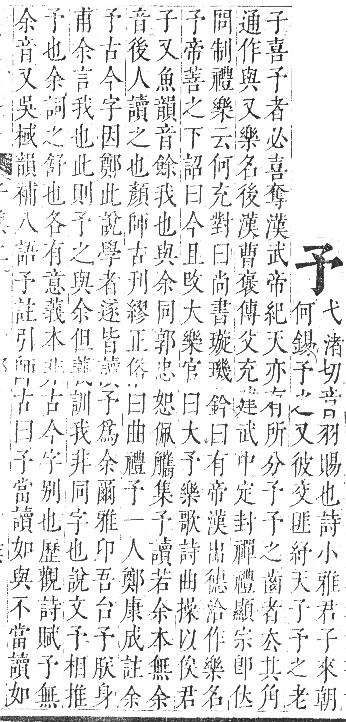 予
弋渚切音羽賜也詩小雅君子來朝
何錫予之又彼交匪紓天子予之老
子喜予者必喜奪漢武帝紀天亦有所分予予之齒者去其角
通作與又樂名後漢曹襃傳父充建武中定封禪禮顯宗卽位
問制禮樂云何充對曰尚書璇璣鈐曰有帝漢出德洽作樂名
予帝善之下詔曰今且改大樂官曰大予樂歌詩曲操以俟君
子又魚韻音餘我也與余同郭忠恕佩觿集予讀若余本無余
音後人讀之也顏師古刋繆正俗曰曲禮予一人鄭康成註余
予古今字因鄭此說學者遂皆讀予爲余爾雅卬吾台予朕身
甫余言我也此則予之與余但義訓我非同字也說文予相推
予也余詞之舒也各有意義本非古今字别也歷觀詩賦予無
余音又吳棫韻補八語予註引師古曰予當讀如與不當讀如